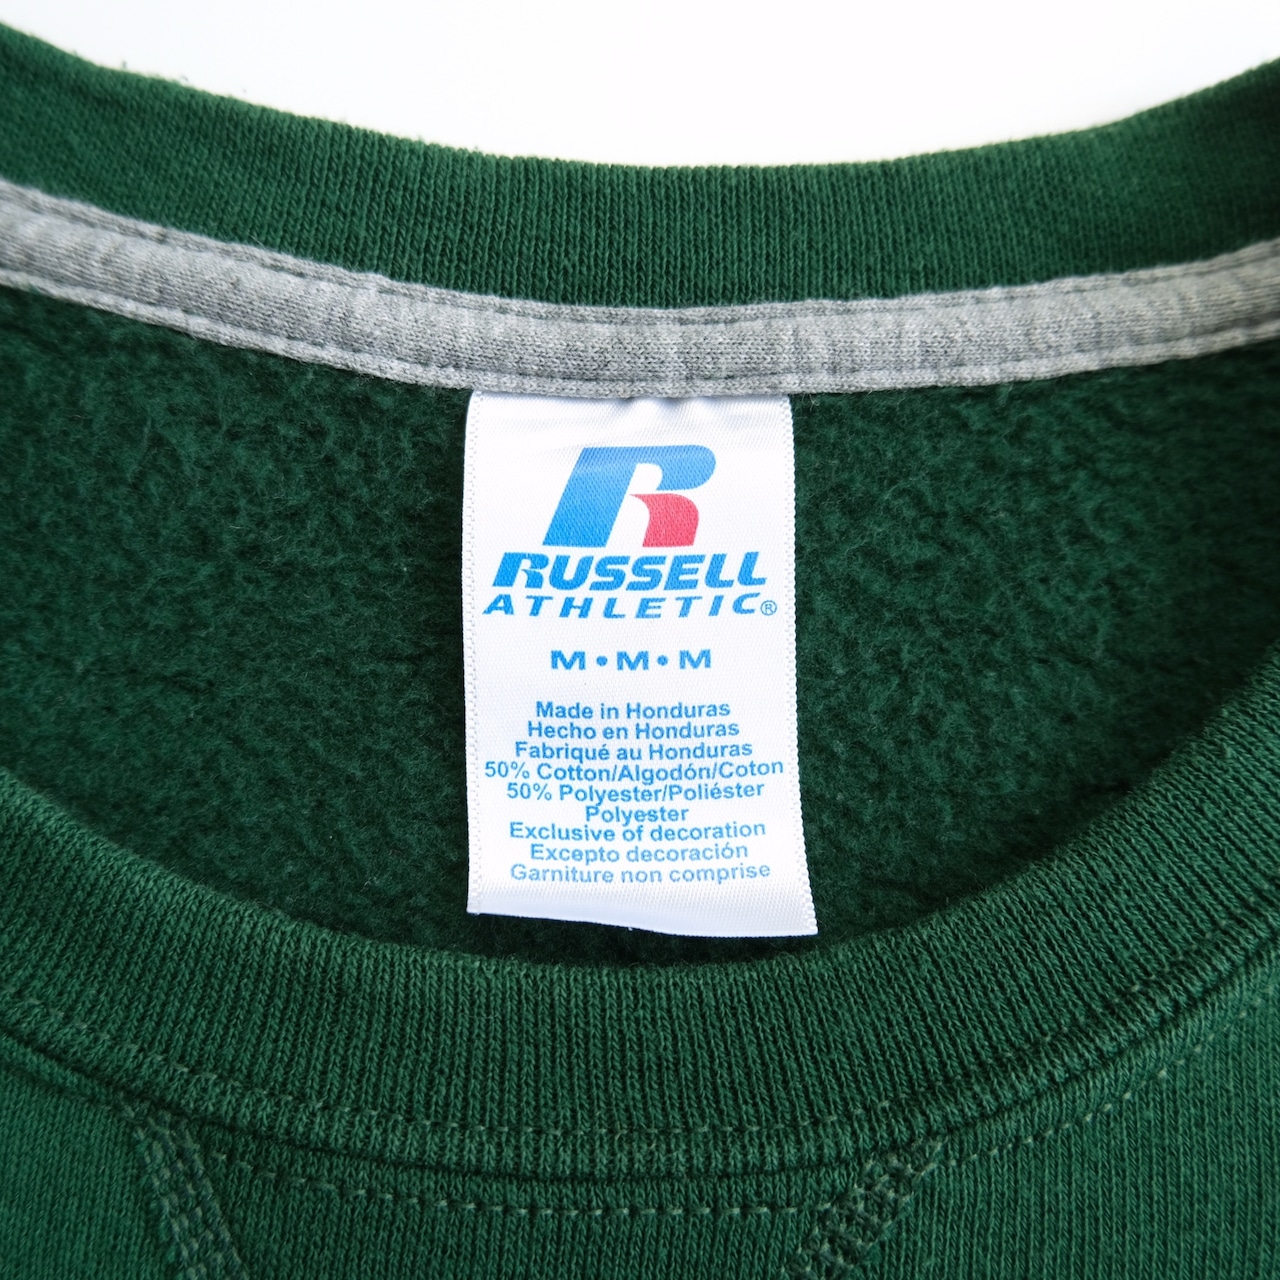 R
RUSSELL
ATHLETIC®
M•M•M
Made in Honduras
Hecho en Honduras
Fabriqué au Honduras
50% Cotton/Algodón/Coton
50% Polyester/Poliéster
Polyester
Exclusive of decoration
Excepto decoración
Garniture non comprise